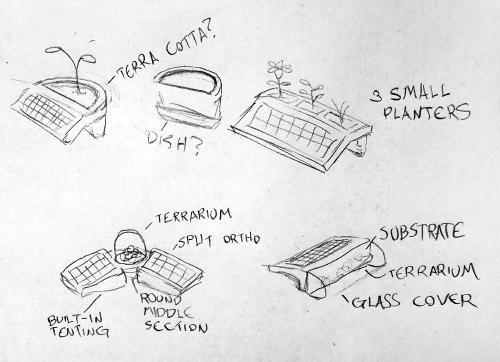 TERRA COTTA?
DISH?
3 SMALL
PLANTERS
TERRARIUM
SPLIT ORTHO
BUILT-IN
TENTING
ROUND
MIDDLE
SECTION
SUBSTRATE
TERRARIUM
GLASS COVER